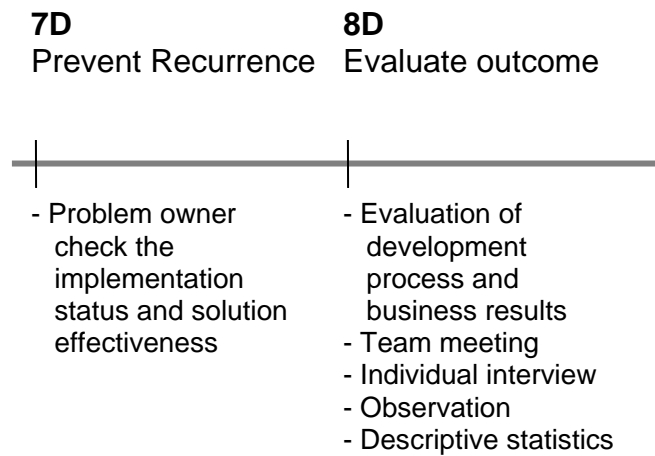 7D
Prevent Recurrence
- Problem owner
check the
implementation
status and solution
effectiveness
8D
Evaluate outcome
- Evaluation of
development
process and
business results
- Team meeting
- Individual interview
- Observation
- Descriptive statistics